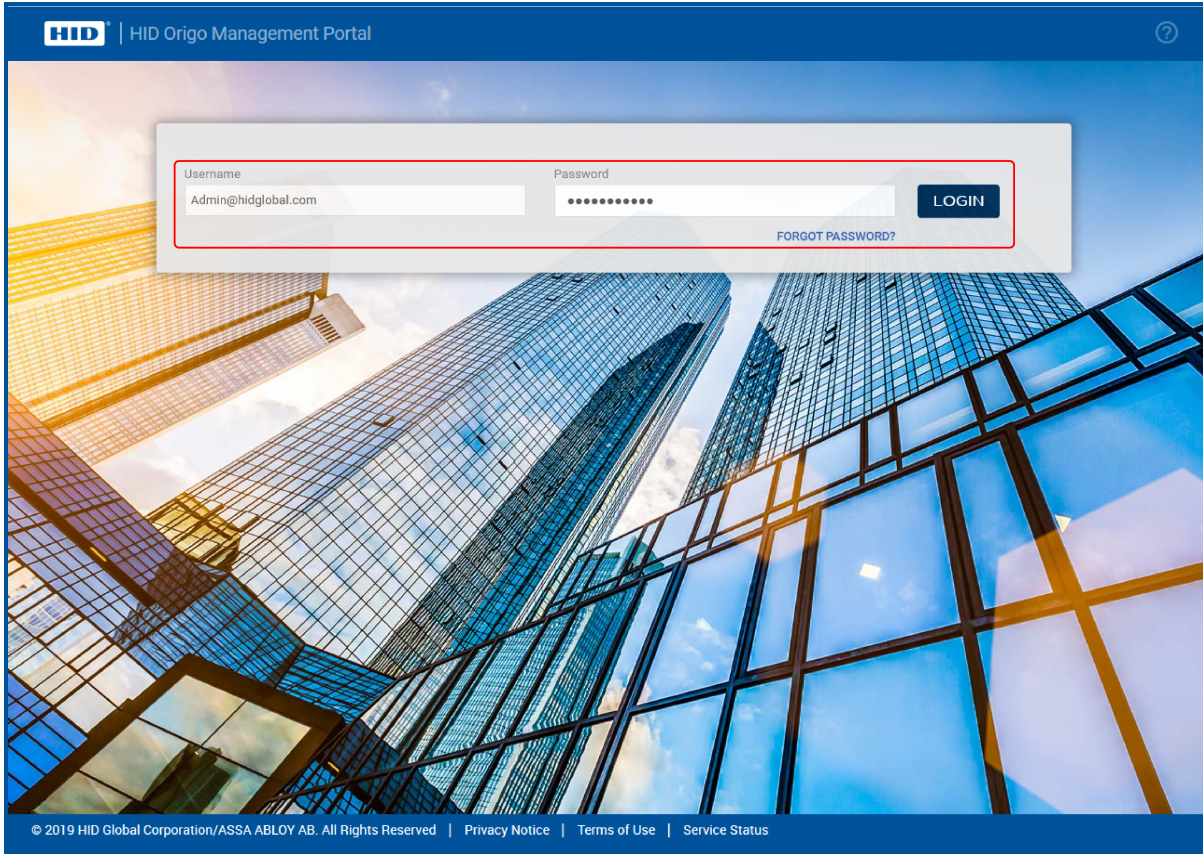 HID® | HID Origo Management Portal ?
Username Password
Admin@hidglobal.com ●●●●●●●●●●● LOGIN
FORGOT PASSWORD?
© 2019 HID Global Corporation/ASSA ABLOY AB. All Rights Reserved | Privacy Notice | Terms of Use | Service Status